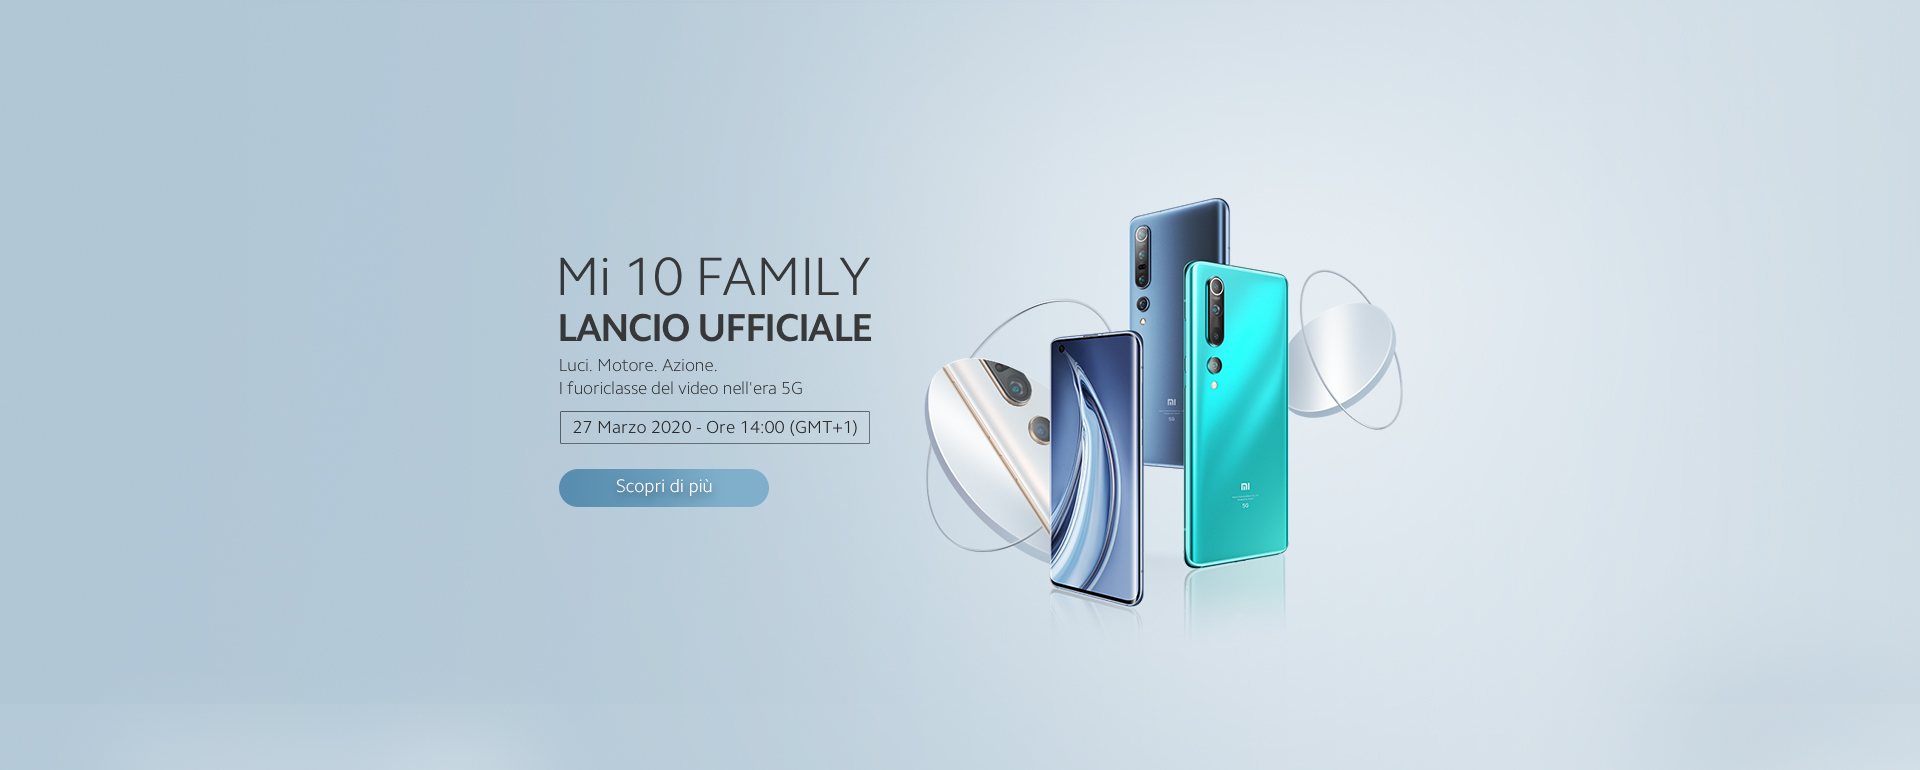 Mi 10 FAMILY
LANCIO UFFICIALE
Luci. Motore. Azione.
I fuoriclasse del video nell'era 5G
27 Marzo 2020 - Ore 14:00 (GMT+1)
Scopri di più
mi
5G
mi
5G